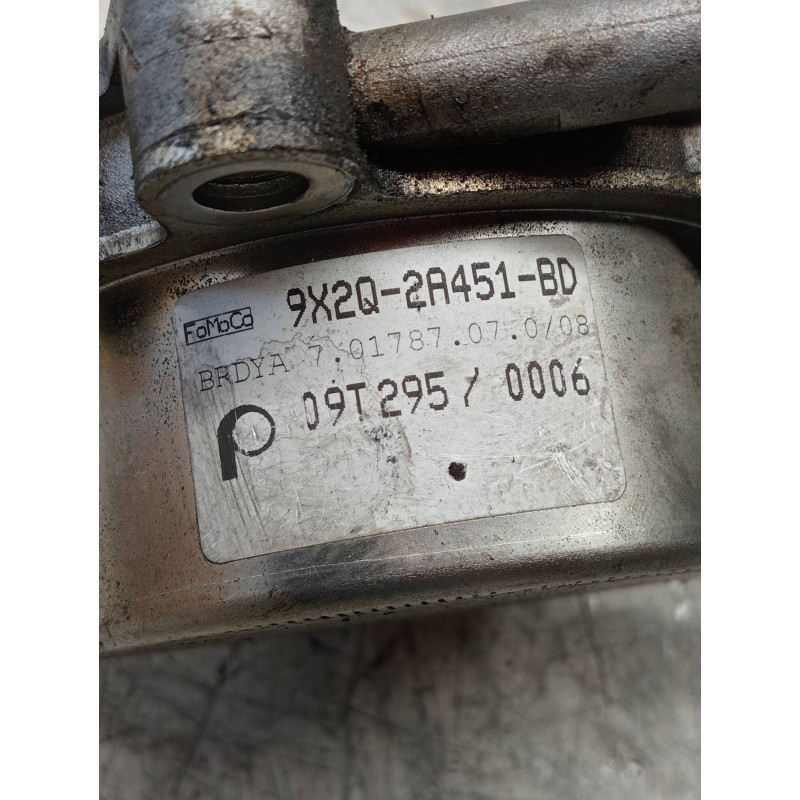 9X2Q-2A451-BD
FoMoCo
BRDYA 7.01787.07.0/08
09T295/ 0006